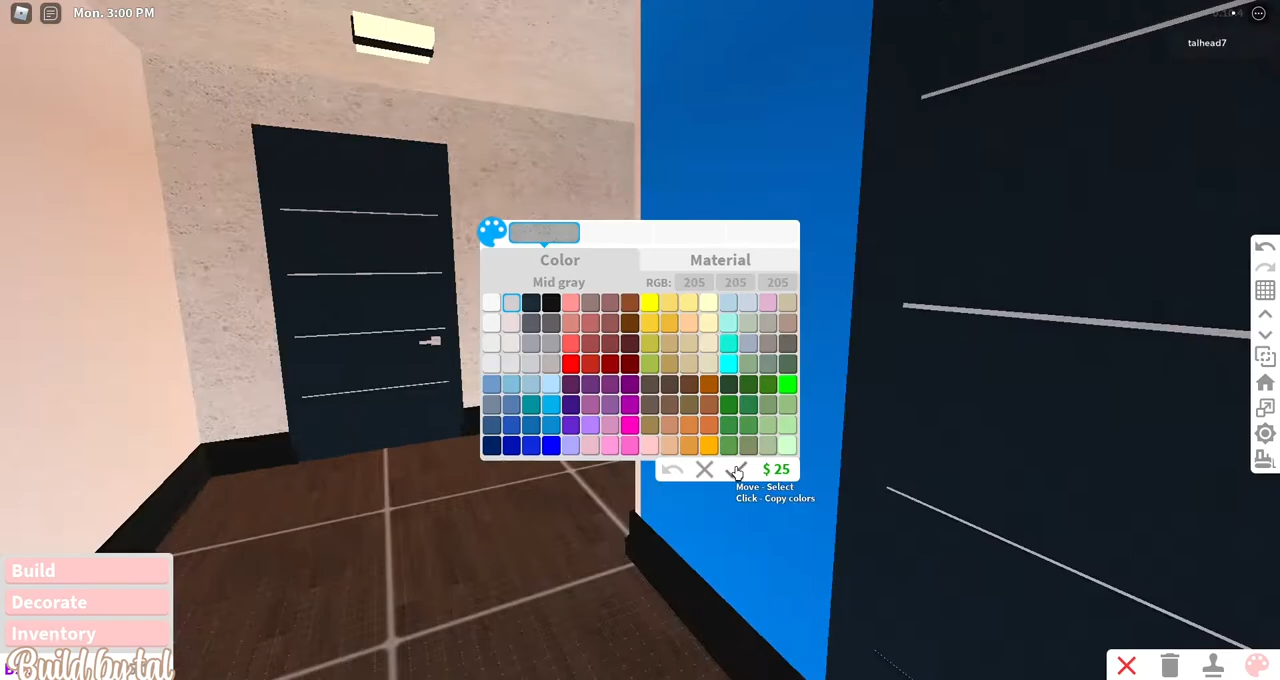 Mon. 3:00 PM
talhead7
Color
Material
Mid gray
RGB: 205 205 205
$ 25
Move - Select
Click - Copy colors
Build
Decorate
Inventory
Build by tal